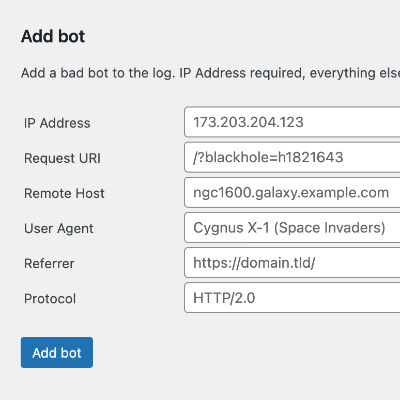 Add bot
Add a bad bot to the log. IP Address required, everything else
IP Address
173.203.204.123
Request URI
/?blackhole=h1821643
Remote Host
ngc1600.galaxy.example.com
User Agent
Cygnus X-1 (Space Invaders)
Referrer
https://domain.tld/
Protocol
HTTP/2.0
Add bot